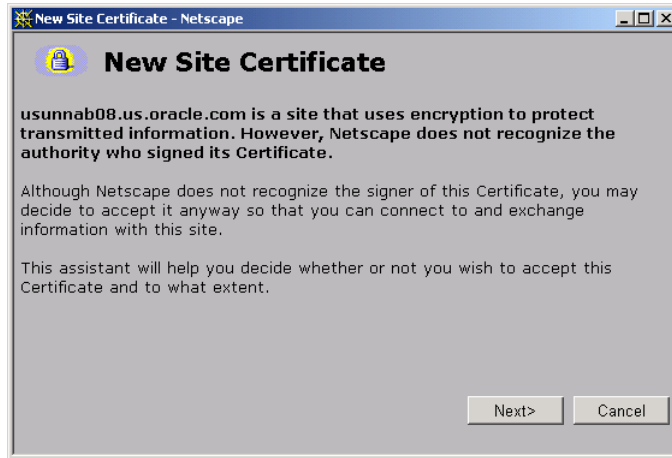 New Site Certificate - Netscape
New Site Certificate
usunnab08.us.oracle.com is a site that uses encryption to protect
transmitted information. However, Netscape does not recognize the
authority who signed its Certificate.
Although Netscape does not recognize the signer of this Certificate, you may
decide to accept it anyway so that you can connect to and exchange
information with this site.
This assistant will help you decide whether or not you wish to accept this
Certificate and to what extent.
Next> Cancel